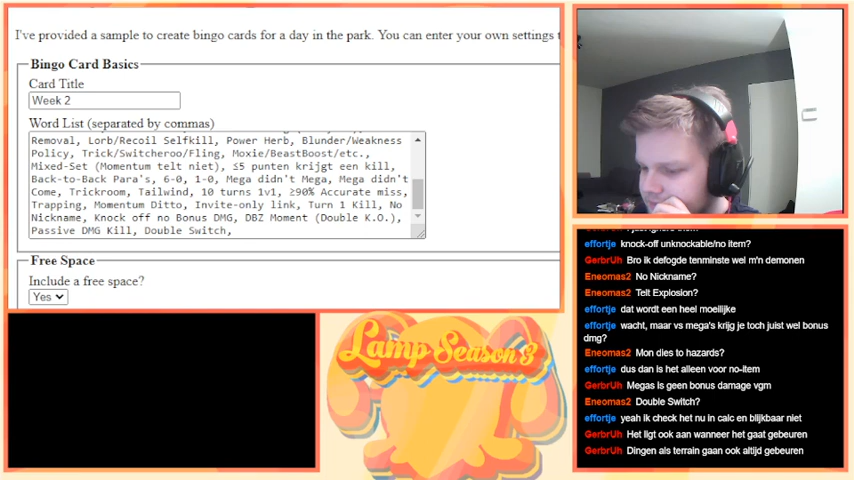 I've provided a sample to create bingo cards for a day in the park. You can enter your own settings t
Bingo Card Basics
Card Title
Week 2
Word List (separated by commas)
Removal, Lorb/Recoil Selfkill, Power Herb, Blunder/Weakness
Policy, Trick/Switcheroo/Fling, Moxie/BeastBoost/etc.,
Mixed-Set (Momentum telt niet), ≤5 punten krijgt een kill,
Back-to-Back Para's, 6-0, 1-0, Mega didn't Mega, Mega didn't
Come, Trickroom, Tailwind, 10 turns 1v1, ≥90% Accurate miss,
Trapping, Momentum Ditto, Invite-only link, Turn 1 Kill, No
Nickname, Knock off no Bonus DMG, DBZ Moment (Double K.O.),
Passive DMG Kill, Double Switch,
Free Space
Include a free space?
Yes
Lamp Season 3
effortje knock-off unknockable/no item?
GerbrUh Bro ik defogde tenminste wel m'n demonen
Eneomas2 No Nickname?
Eneomas2 Telt Explosion?
effortje dat wordt een heel moeilijke
effortje wacht, maar vs mega's krijg je toch juist wel bonus
dmg?
Eneomas2 Mon dies to hazards?
effortje dus dan is het alleen voor no-item
GerbrUh Megas is geen bonus damage vgm
Eneomas2 Double Switch?
effortje yeah ik check het nu in calc en blijkbaar niet
GerbrUh Het ligt ook aan wanneer het gaat gebeuren
GerbrUh Dingen als terrain gaan ook altijd gebeuren